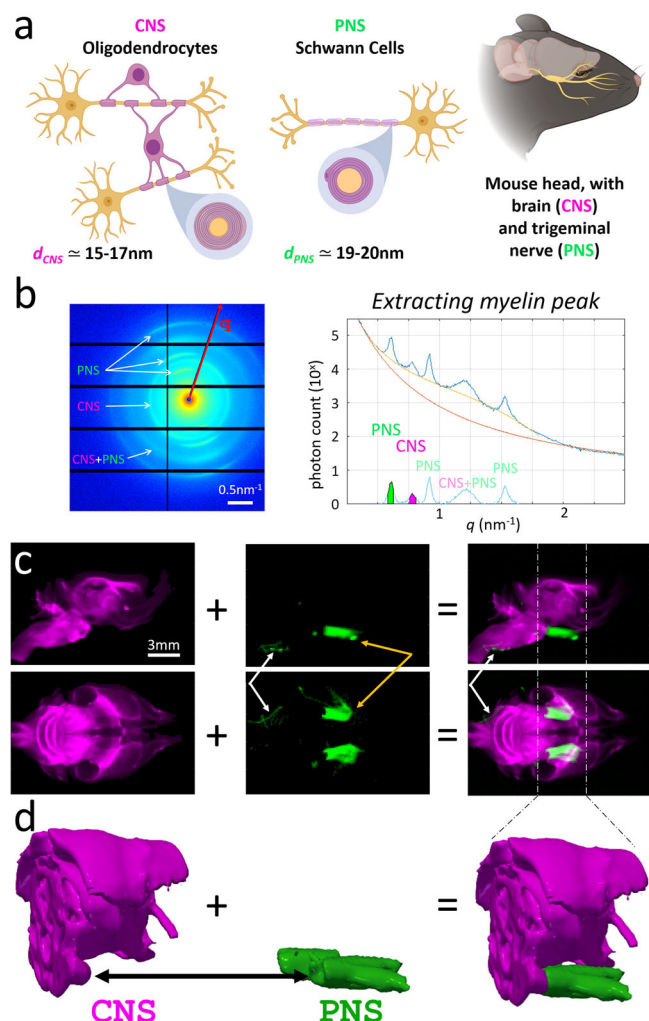 a
CNS
Oligodendrocytes
PNS
Schwann Cells
d_CNS ≃ 15-17nm
d_PNS ≃ 19-20nm
Mouse head, with
brain (CNS)
and trigeminal
nerve (PNS)
b
q
PNS
CNS
CNS+PNS
0.5nm⁻¹
Extracting myelin peak
photon count (10ˣ)
5
4
3
2
1
0
PNS
CNS
PNS
CNS+PNS
PNS
1
2
q (nm⁻¹)
c
3mm
+
=
+
=
d
+
=
CNS
PNS